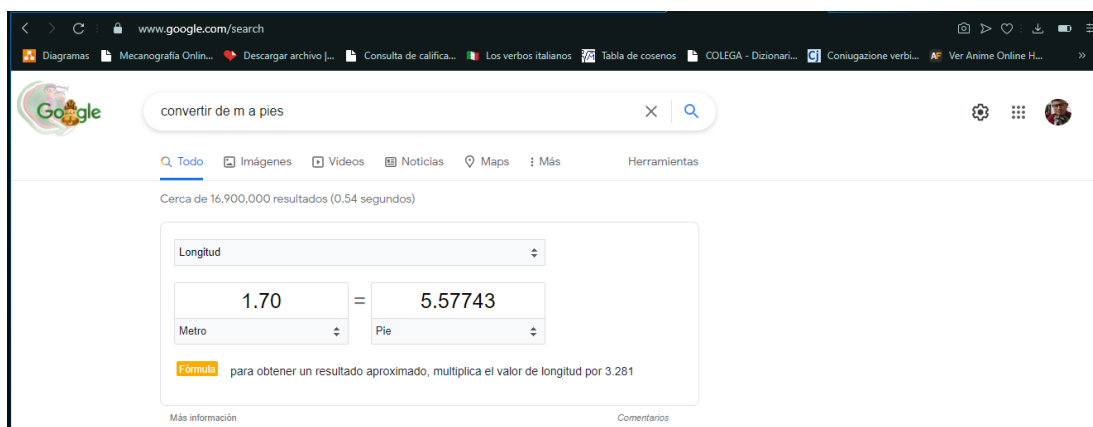 www.google.com/search
Diagramas Mecanografía Onlin... Descargar archivo |... Consulta de califica... Los verbos italianos Tabla de cosenos COLEGA - Dizionari... Cj Coniugazione verbi... AF Ver Anime Online H... »
Google convertir de m a pies
Todo Imágenes Videos Noticias Maps Más Herramientas
Cerca de 16,900,000 resultados (0.54 segundos)
Longitud
1.70 = 5.57743
Metro Pie
Fórmula para obtener un resultado aproximado, multiplica el valor de longitud por 3.281
Más información Comentarios